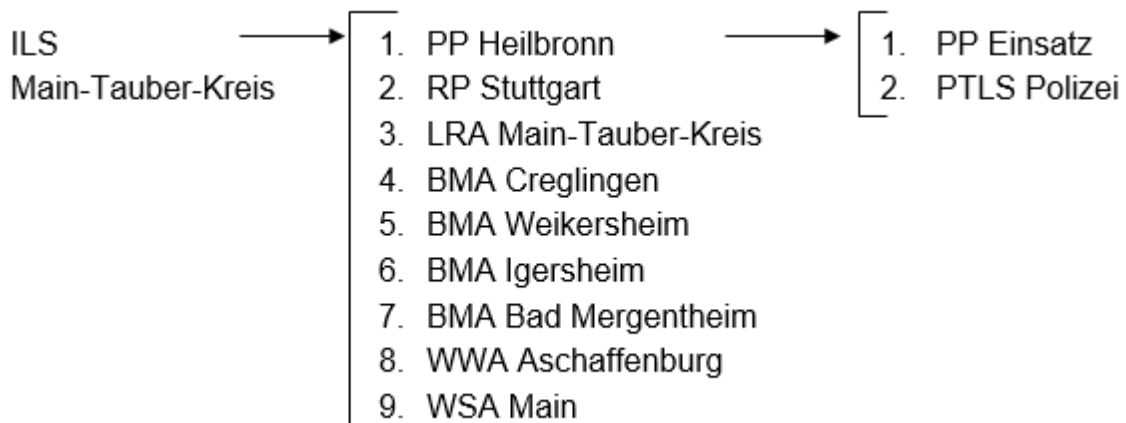 ILS
Main-Tauber-Kreis
1. PP Heilbronn
2. RP Stuttgart
3. LRA Main-Tauber-Kreis
4. BMA Creglingen
5. BMA Weikersheim
6. BMA Igersheim
7. BMA Bad Mergentheim
8. WWA Aschaffenburg
9. WSA Main
1. PP Einsatz
2. PTLS Polizei